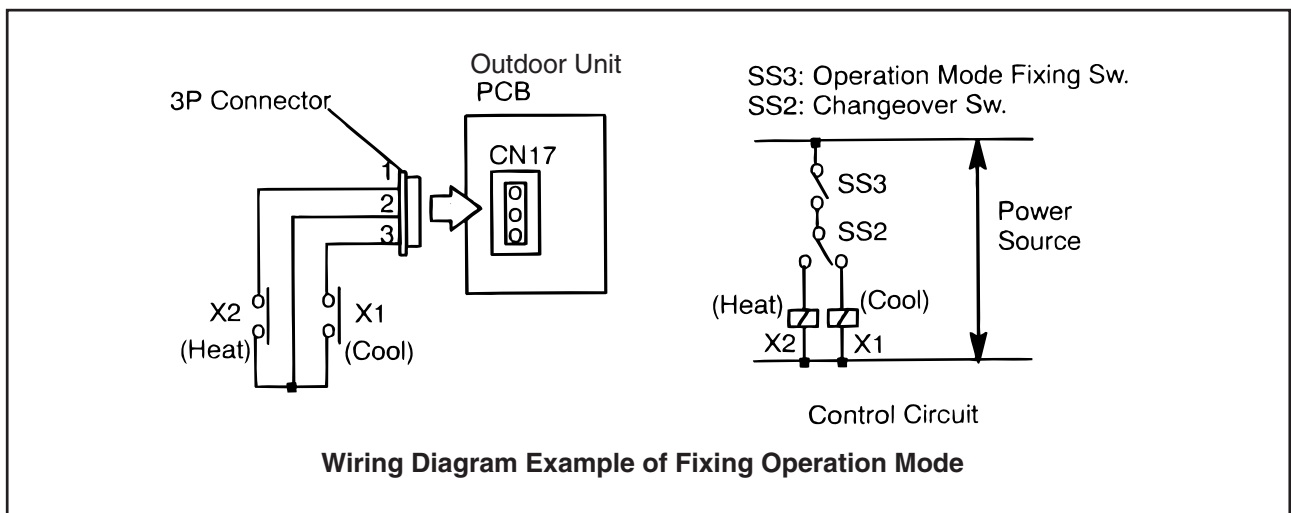 Outdoor Unit
PCB
3P Connector
CN17
1
2
3
X2
(Heat)
X1
(Cool)
SS3: Operation Mode Fixing Sw.
SS2: Changeover Sw.
SS3
SS2
Power
Source
(Heat)
(Cool)
X2
X1
Control Circuit
Wiring Diagram Example of Fixing Operation Mode